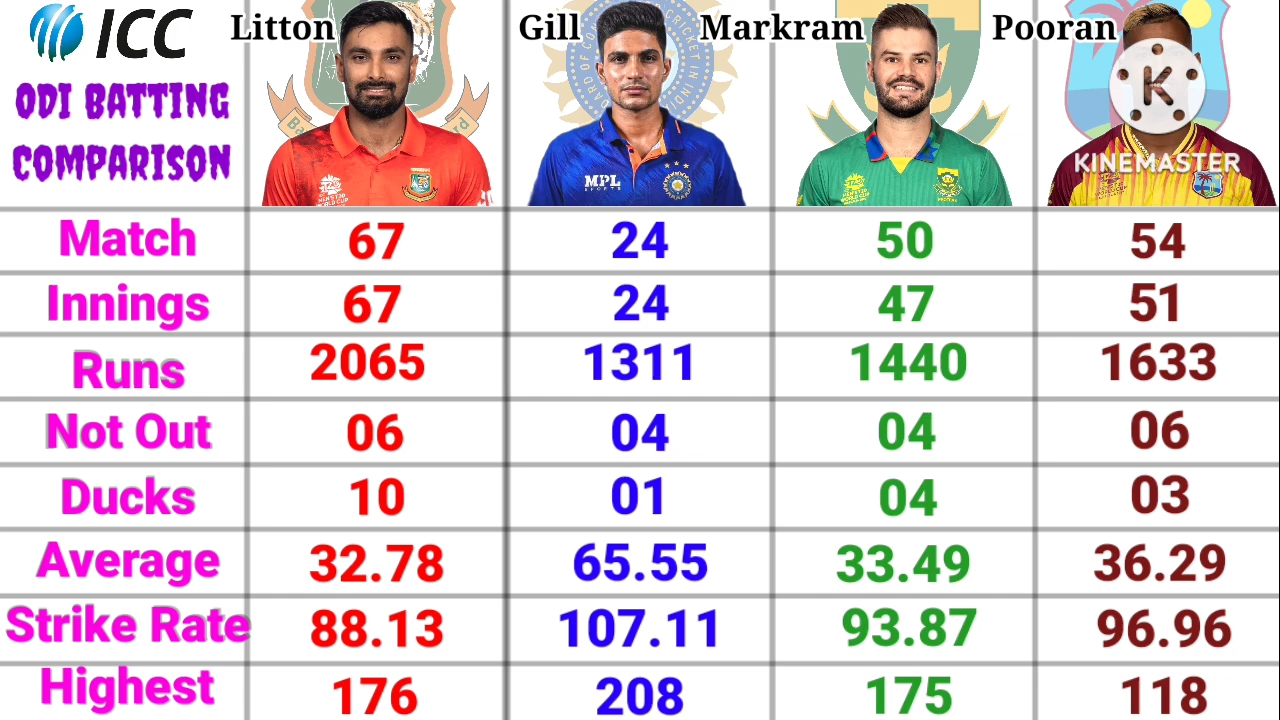 ICC
Litton Gill Markram Pooran
ODI BATTING
COMPARISON
K
KINEMASTER
MPL
SPORTS
Match 67 24 50 54
Innings 67 24 47 51
Runs 2065 1311 1440 1633
Not Out 06 04 04 06
Ducks 10 01 04 03
Average 32.78 65.55 33.49 36.29
Strike Rate 88.13 107.11 93.87 96.96
Highest 176 208 175 118